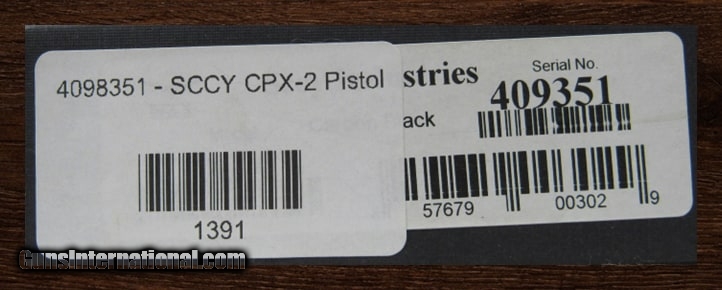 4098351 - SCCY CPX-2 Pistol
1391
stries
Serial No.
409351
ack
57679 00302 9
GunsInternational.com